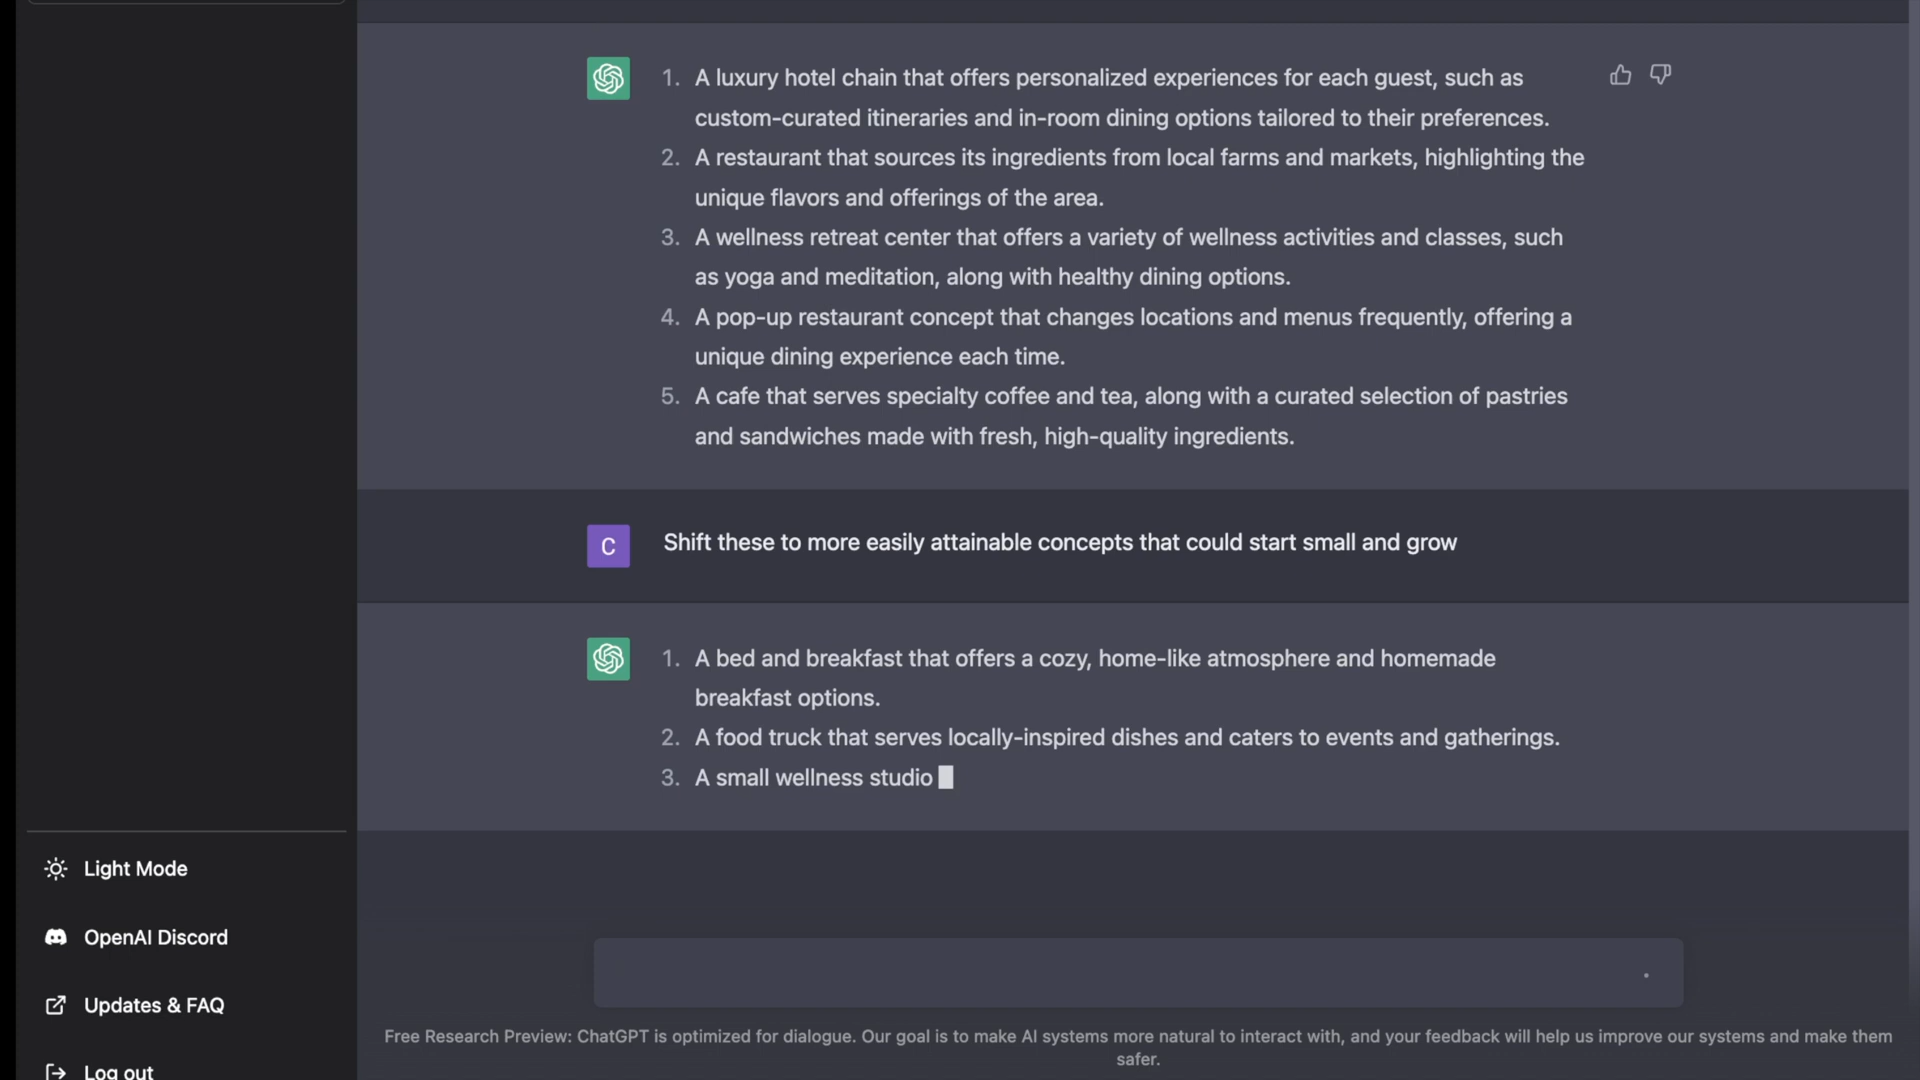 1. A luxury hotel chain that offers personalized experiences for each guest, such as
custom-curated itineraries and in-room dining options tailored to their preferences.
2. A restaurant that sources its ingredients from local farms and markets, highlighting the
unique flavors and offerings of the area.
3. A wellness retreat center that offers a variety of wellness activities and classes, such
as yoga and meditation, along with healthy dining options.
4. A pop-up restaurant concept that changes locations and menus frequently, offering a
unique dining experience each time.
5. A cafe that serves specialty coffee and tea, along with a curated selection of pastries
and sandwiches made with fresh, high-quality ingredients.
C
Shift these to more easily attainable concepts that could start small and grow
1. A bed and breakfast that offers a cozy, home-like atmosphere and homemade
breakfast options.
2. A food truck that serves locally-inspired dishes and caters to events and gatherings.
3. A small wellness studio
Light Mode
OpenAI Discord
Updates & FAQ
Log out
Free Research Preview: ChatGPT is optimized for dialogue. Our goal is to make AI systems more natural to interact with, and your feedback will help us improve our systems and make them
safer.